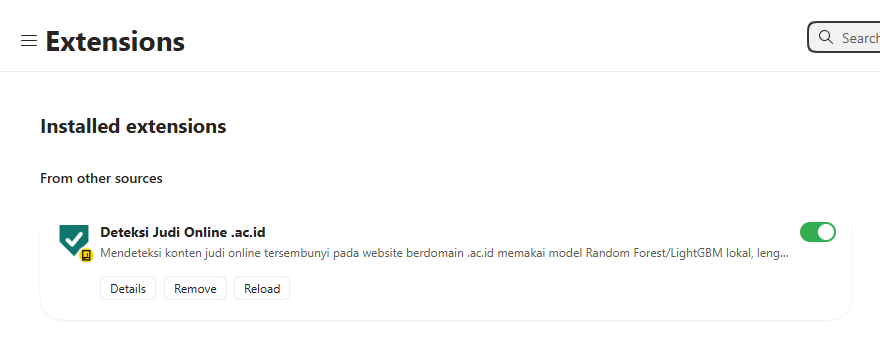 Extensions
Search
Installed extensions
From other sources
Deteksi Judi Online .ac.id
Mendeteksi konten judi online tersembunyi pada website berdomain .ac.id memakai model Random Forest/LightGBM lokal, leng...
Details
Remove
Reload